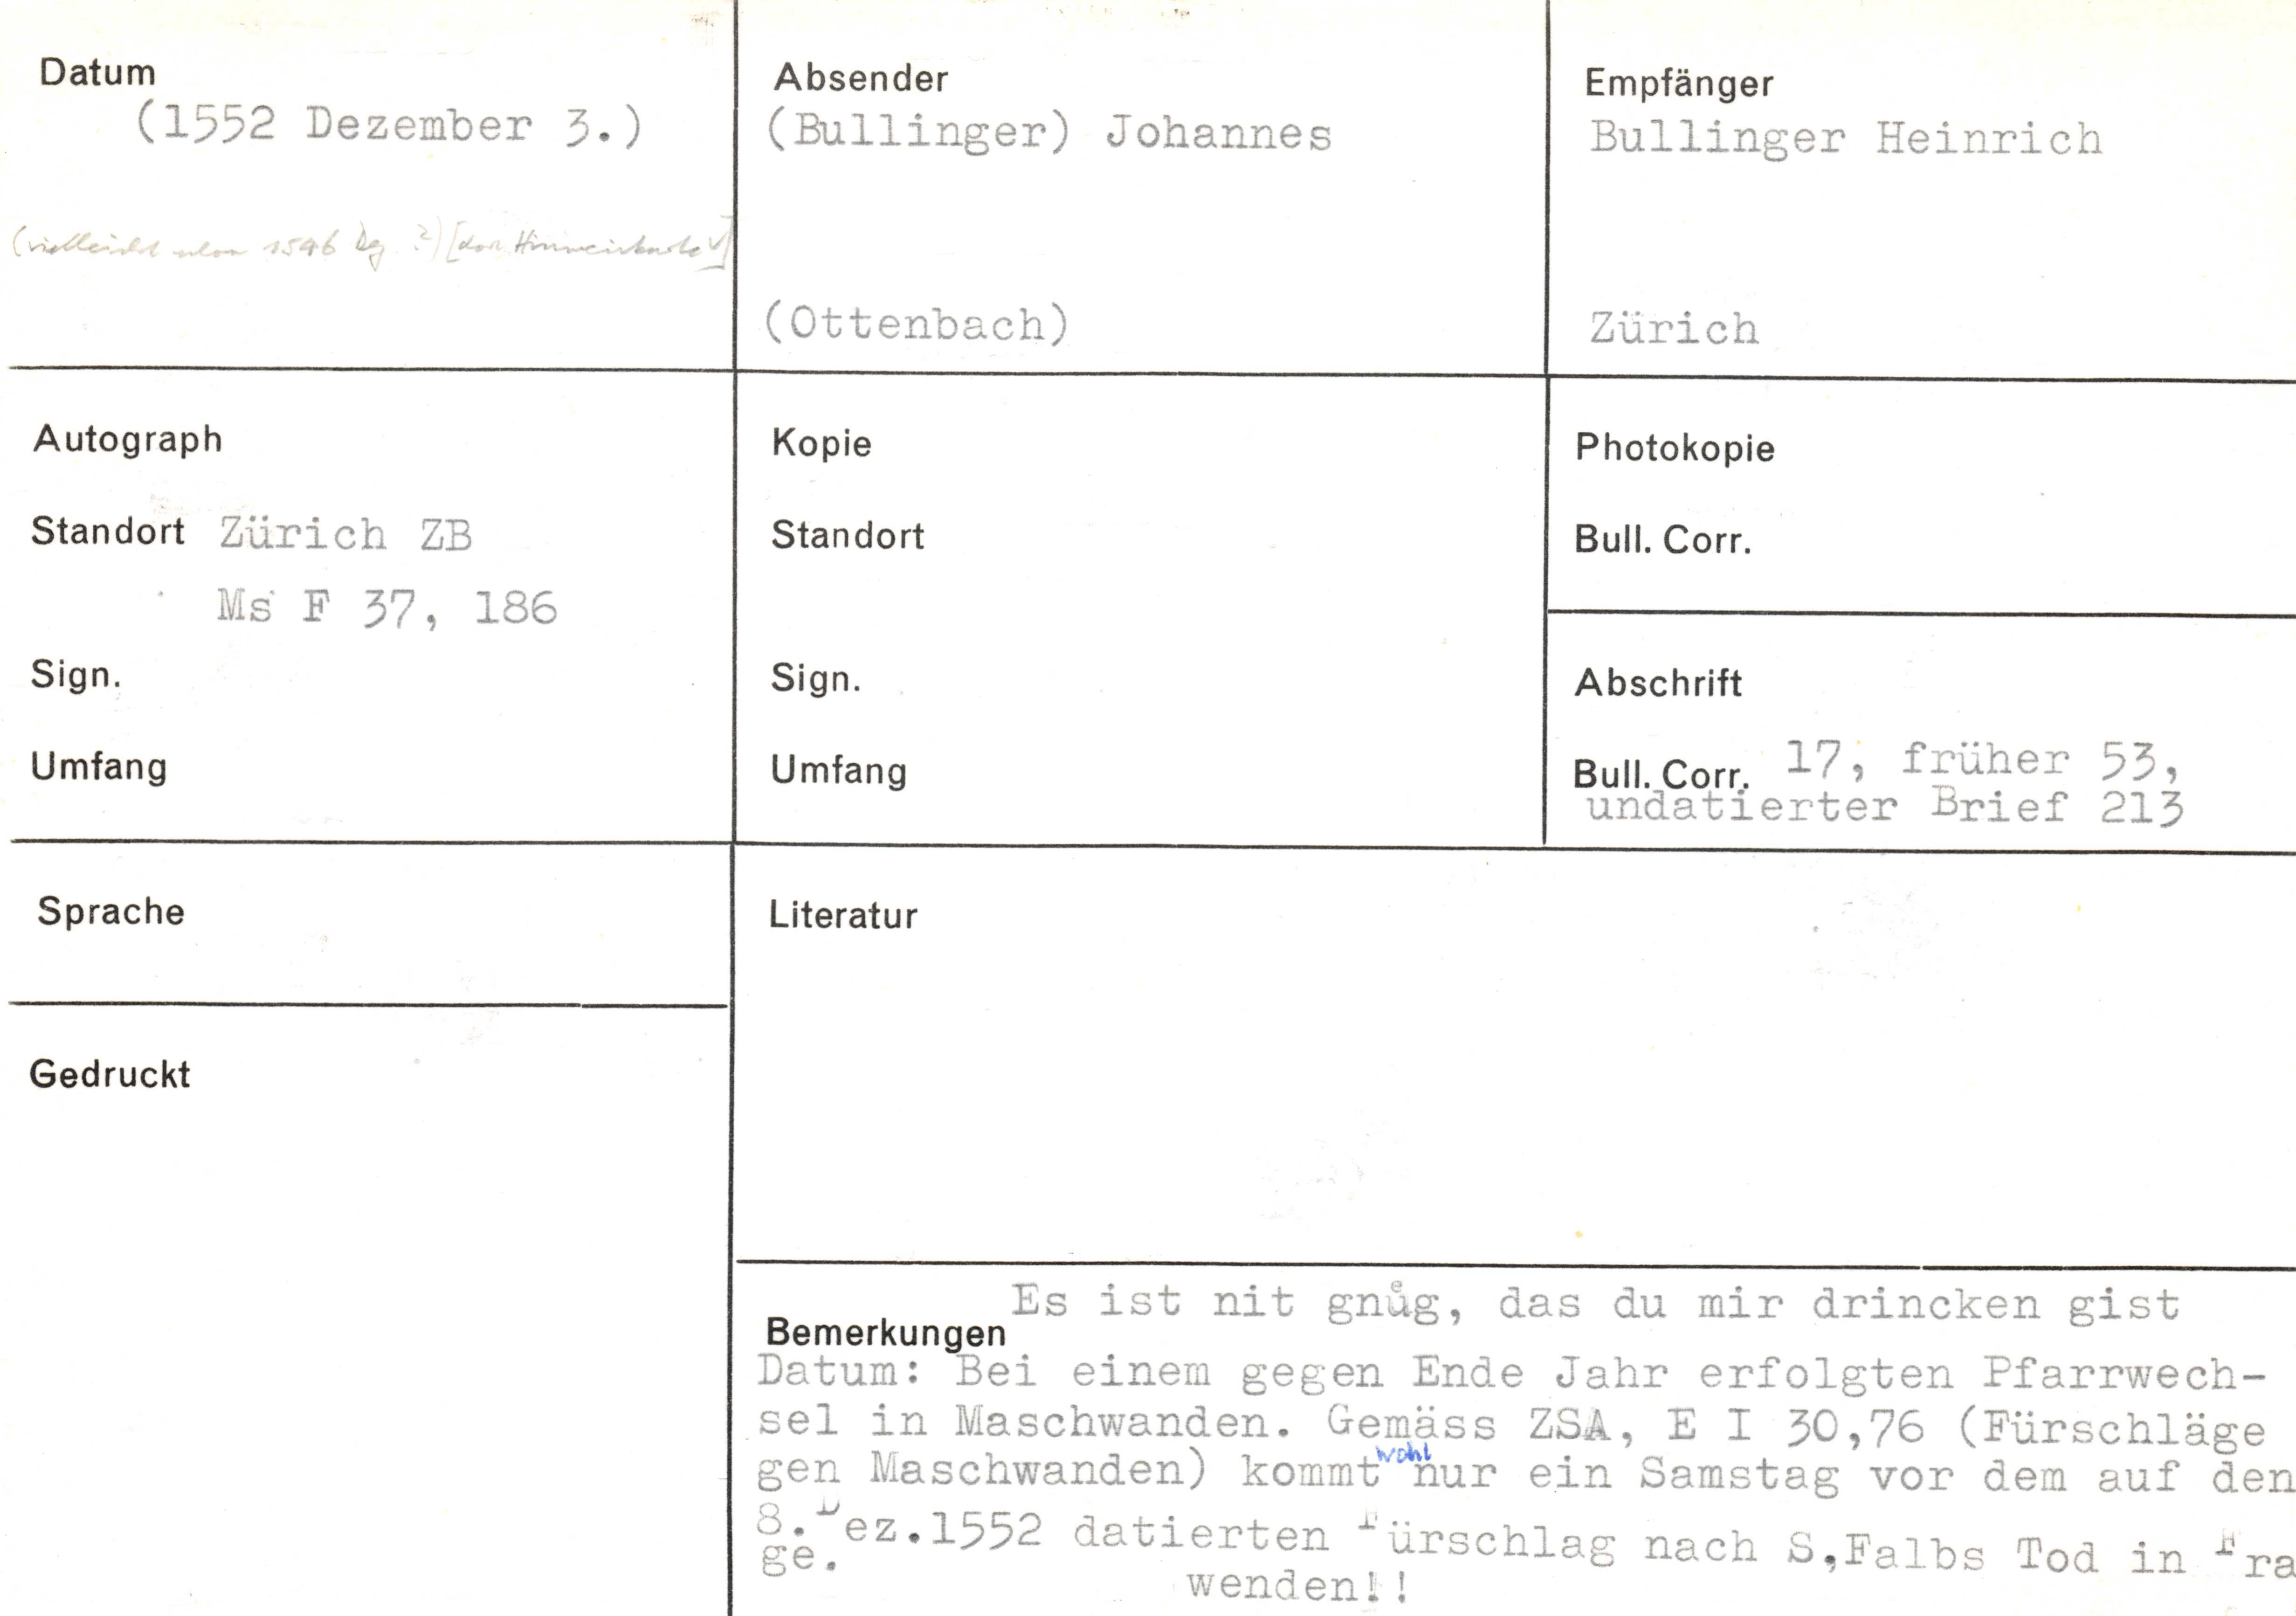 Datum
(1552 Dezember 3.)
(vielleicht schon 1546 Dez ?)
Absender
(Bullinger) Johannes
(Ottenbach)
Empfänger
Bullinger Heinrich
Zürich
Autograph
Standort Zürich ZB
Ms F 37, 186
Sign.
Umfang
Kopie
Standort
Sign.
Umfang
Photokopie
Bull. Corr.
Abschrift
Bull. Corr. 17, früher 53,
undatierter Brief 213
Sprache
Gedruckt
Literatur
Es ist nit gnůg, das du mir drincken gist
Bemerkungen
Datum: Bei einem gegen Ende Jahr erfolgten Pfarrwech-
sel in Maschwanden. Gemäss ZSA, E I 30,76 (Fürschläge
gen Maschwanden) kommt wohl nur ein Samstag vor dem auf den
8. Dez.1552 datierten Fürschlag nach S,Falbs Tod in Fra
ge.
wenden!!